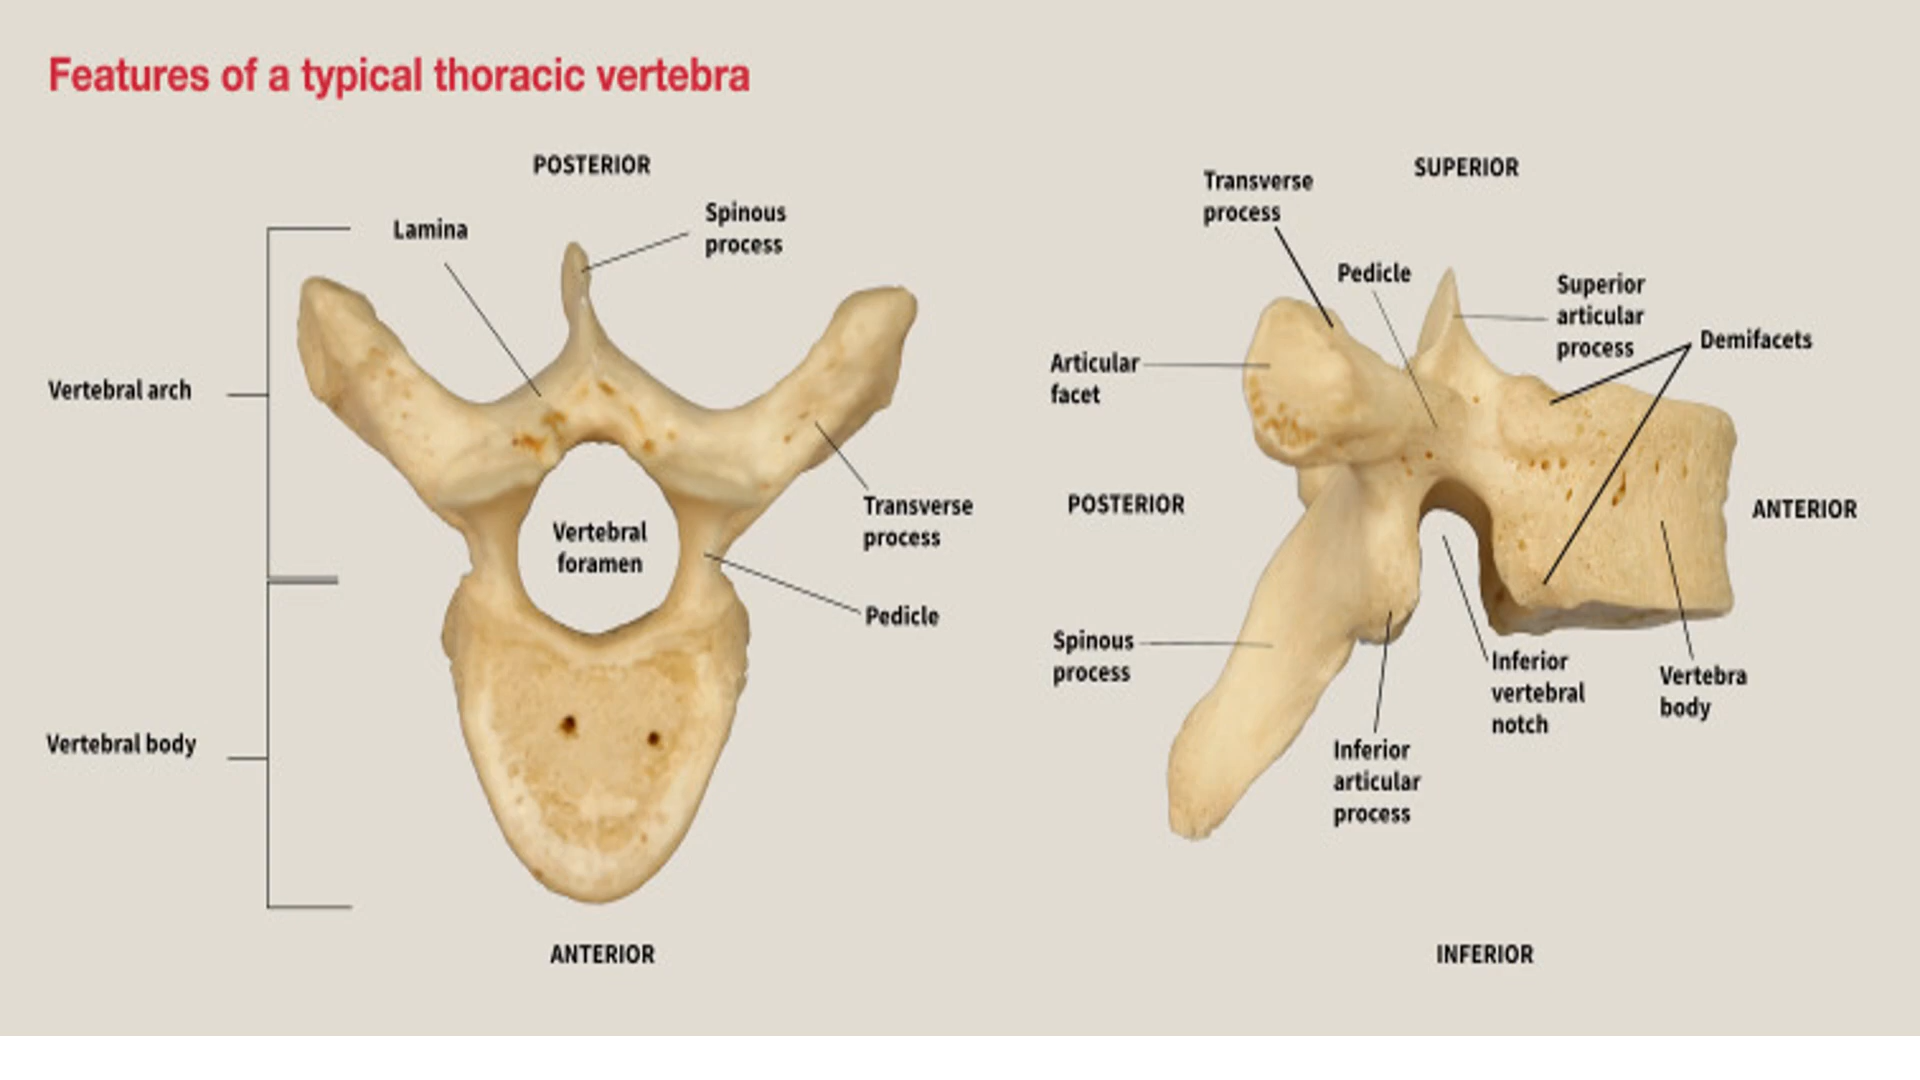 Features of a typical thoracic vertebra
POSTERIOR
Lamina
Spinous
process
Vertebral arch
Vertebral
foramen
Transverse
process
Pedicle
Vertebral body
ANTERIOR
SUPERIOR
Transverse
process
Pedicle
Superior
articular
process
Demifacets
Articular
facet
POSTERIOR
ANTERIOR
Spinous
process
Inferior
vertebral
notch
Vertebra
body
Inferior
articular
process
INFERIOR